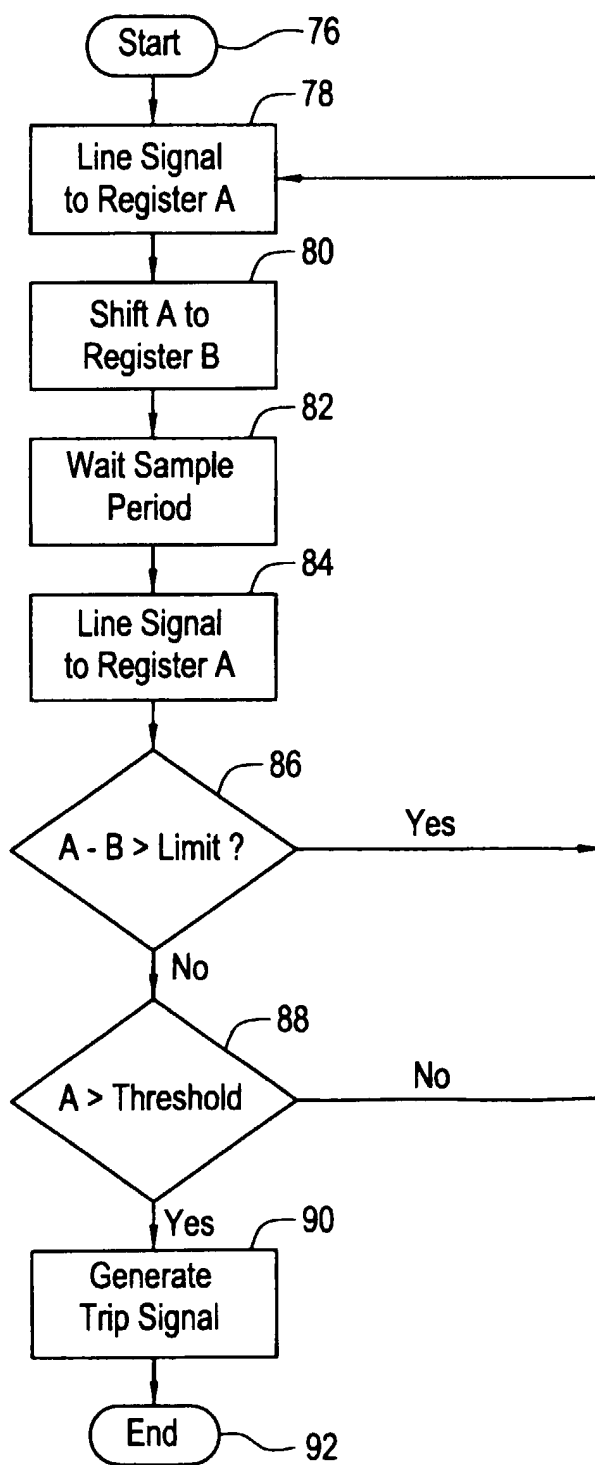 Start
76
78
Line Signal
to Register A
80
Shift A to
Register B
82
Wait Sample
Period
84
Line Signal
to Register A
86
A - B > Limit ?
Yes
No
88
A > Threshold
No
Yes
90
Generate
Trip Signal
End
92